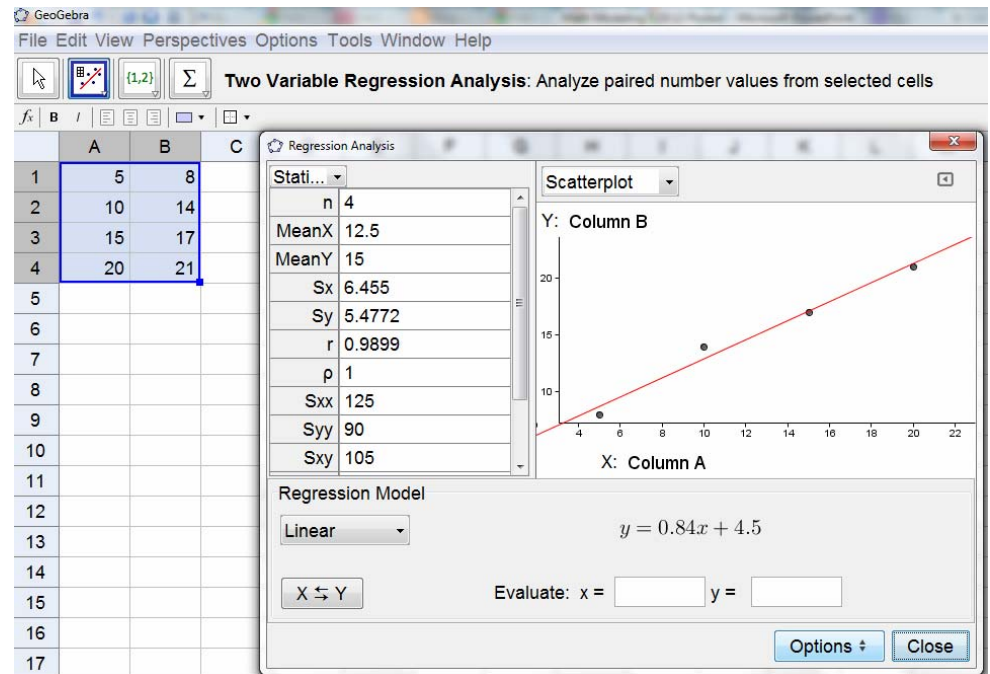 GeoGebra
File Edit View Perspectives Options Tools Window Help
{1,2} Σ Two Variable Regression Analysis: Analyze paired number values from selected cells
fx B I
A B C
1 5 8
2 10 14
3 15 17
4 20 21
5
6
7
8
9
10
11
12
13
14
15
16
17
Regression Analysis
Stati...
n 4
MeanX 12.5
MeanY 15
Sx 6.455
Sy 5.4772
r 0.9899
ρ 1
Sxx 125
Syy 90
Sxy 105
Scatterplot
Y: Column B
20
15
10
4 6 8 10 12 14 16 18 20 22
X: Column A
Regression Model
Linear
y = 0.84x + 4.5
X ⇆ Y
Evaluate: x = y =
Options
Close